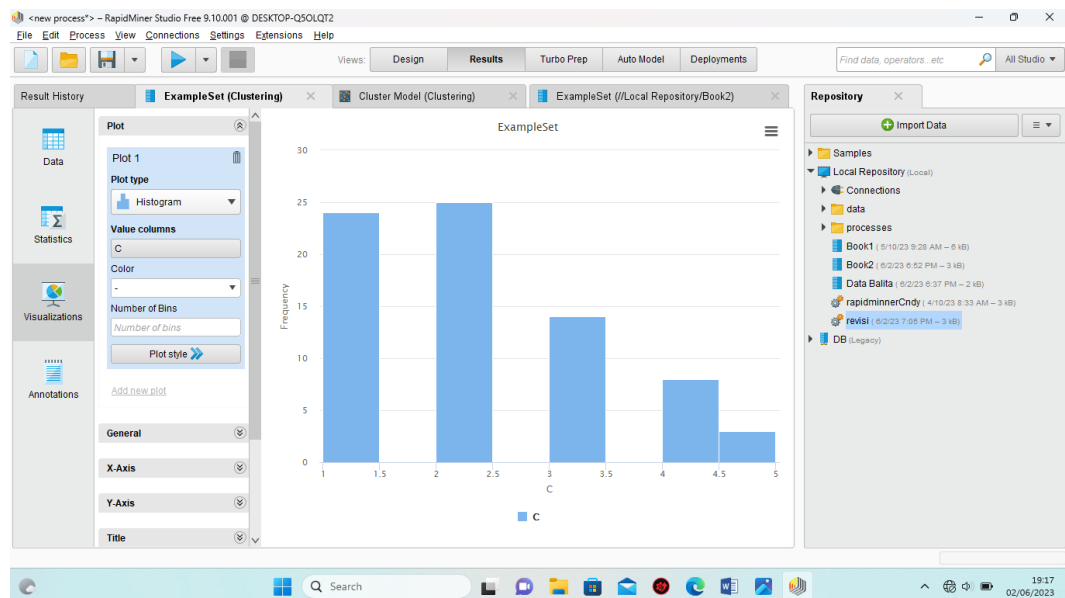 <new process*> – RapidMiner Studio Free 9.10.001 @ DESKTOP-Q5OLQT2
File Edit Process View Connections Settings Extensions Help
Views: Design Results Turbo Prep Auto Model Deployments
Find data, operators...etc
All Studio
Result History
ExampleSet (Clustering)
Cluster Model (Clustering)
ExampleSet (//Local Repository/Book2)
Repository
Data
Statistics
Visualizations
Annotations
Plot
Plot 1
Plot type
Histogram
Value columns
C
Color
-
Number of Bins
Number of bins
Plot style
Add new plot
General
X-Axis
Y-Axis
Title
ExampleSet
30
25
20
15
10
5
0
Frequency
1 1.5 2 2.5 3 3.5 4 4.5 5
C
C
Import Data
Samples
Local Repository (Local)
Connections
data
processes
Book1 ( 5/10/23 9:28 AM – 6 kB)
Book2 ( 6/2/23 6:52 PM – 3 kB)
Data Balita ( 6/2/23 6:37 PM – 2 kB)
rapidminnerCndy ( 4/10/23 8:33 AM – 3 kB)
revisi ( 6/2/23 7:05 PM – 3 kB)
DB (Legacy)
Search
19:17
02/06/2023